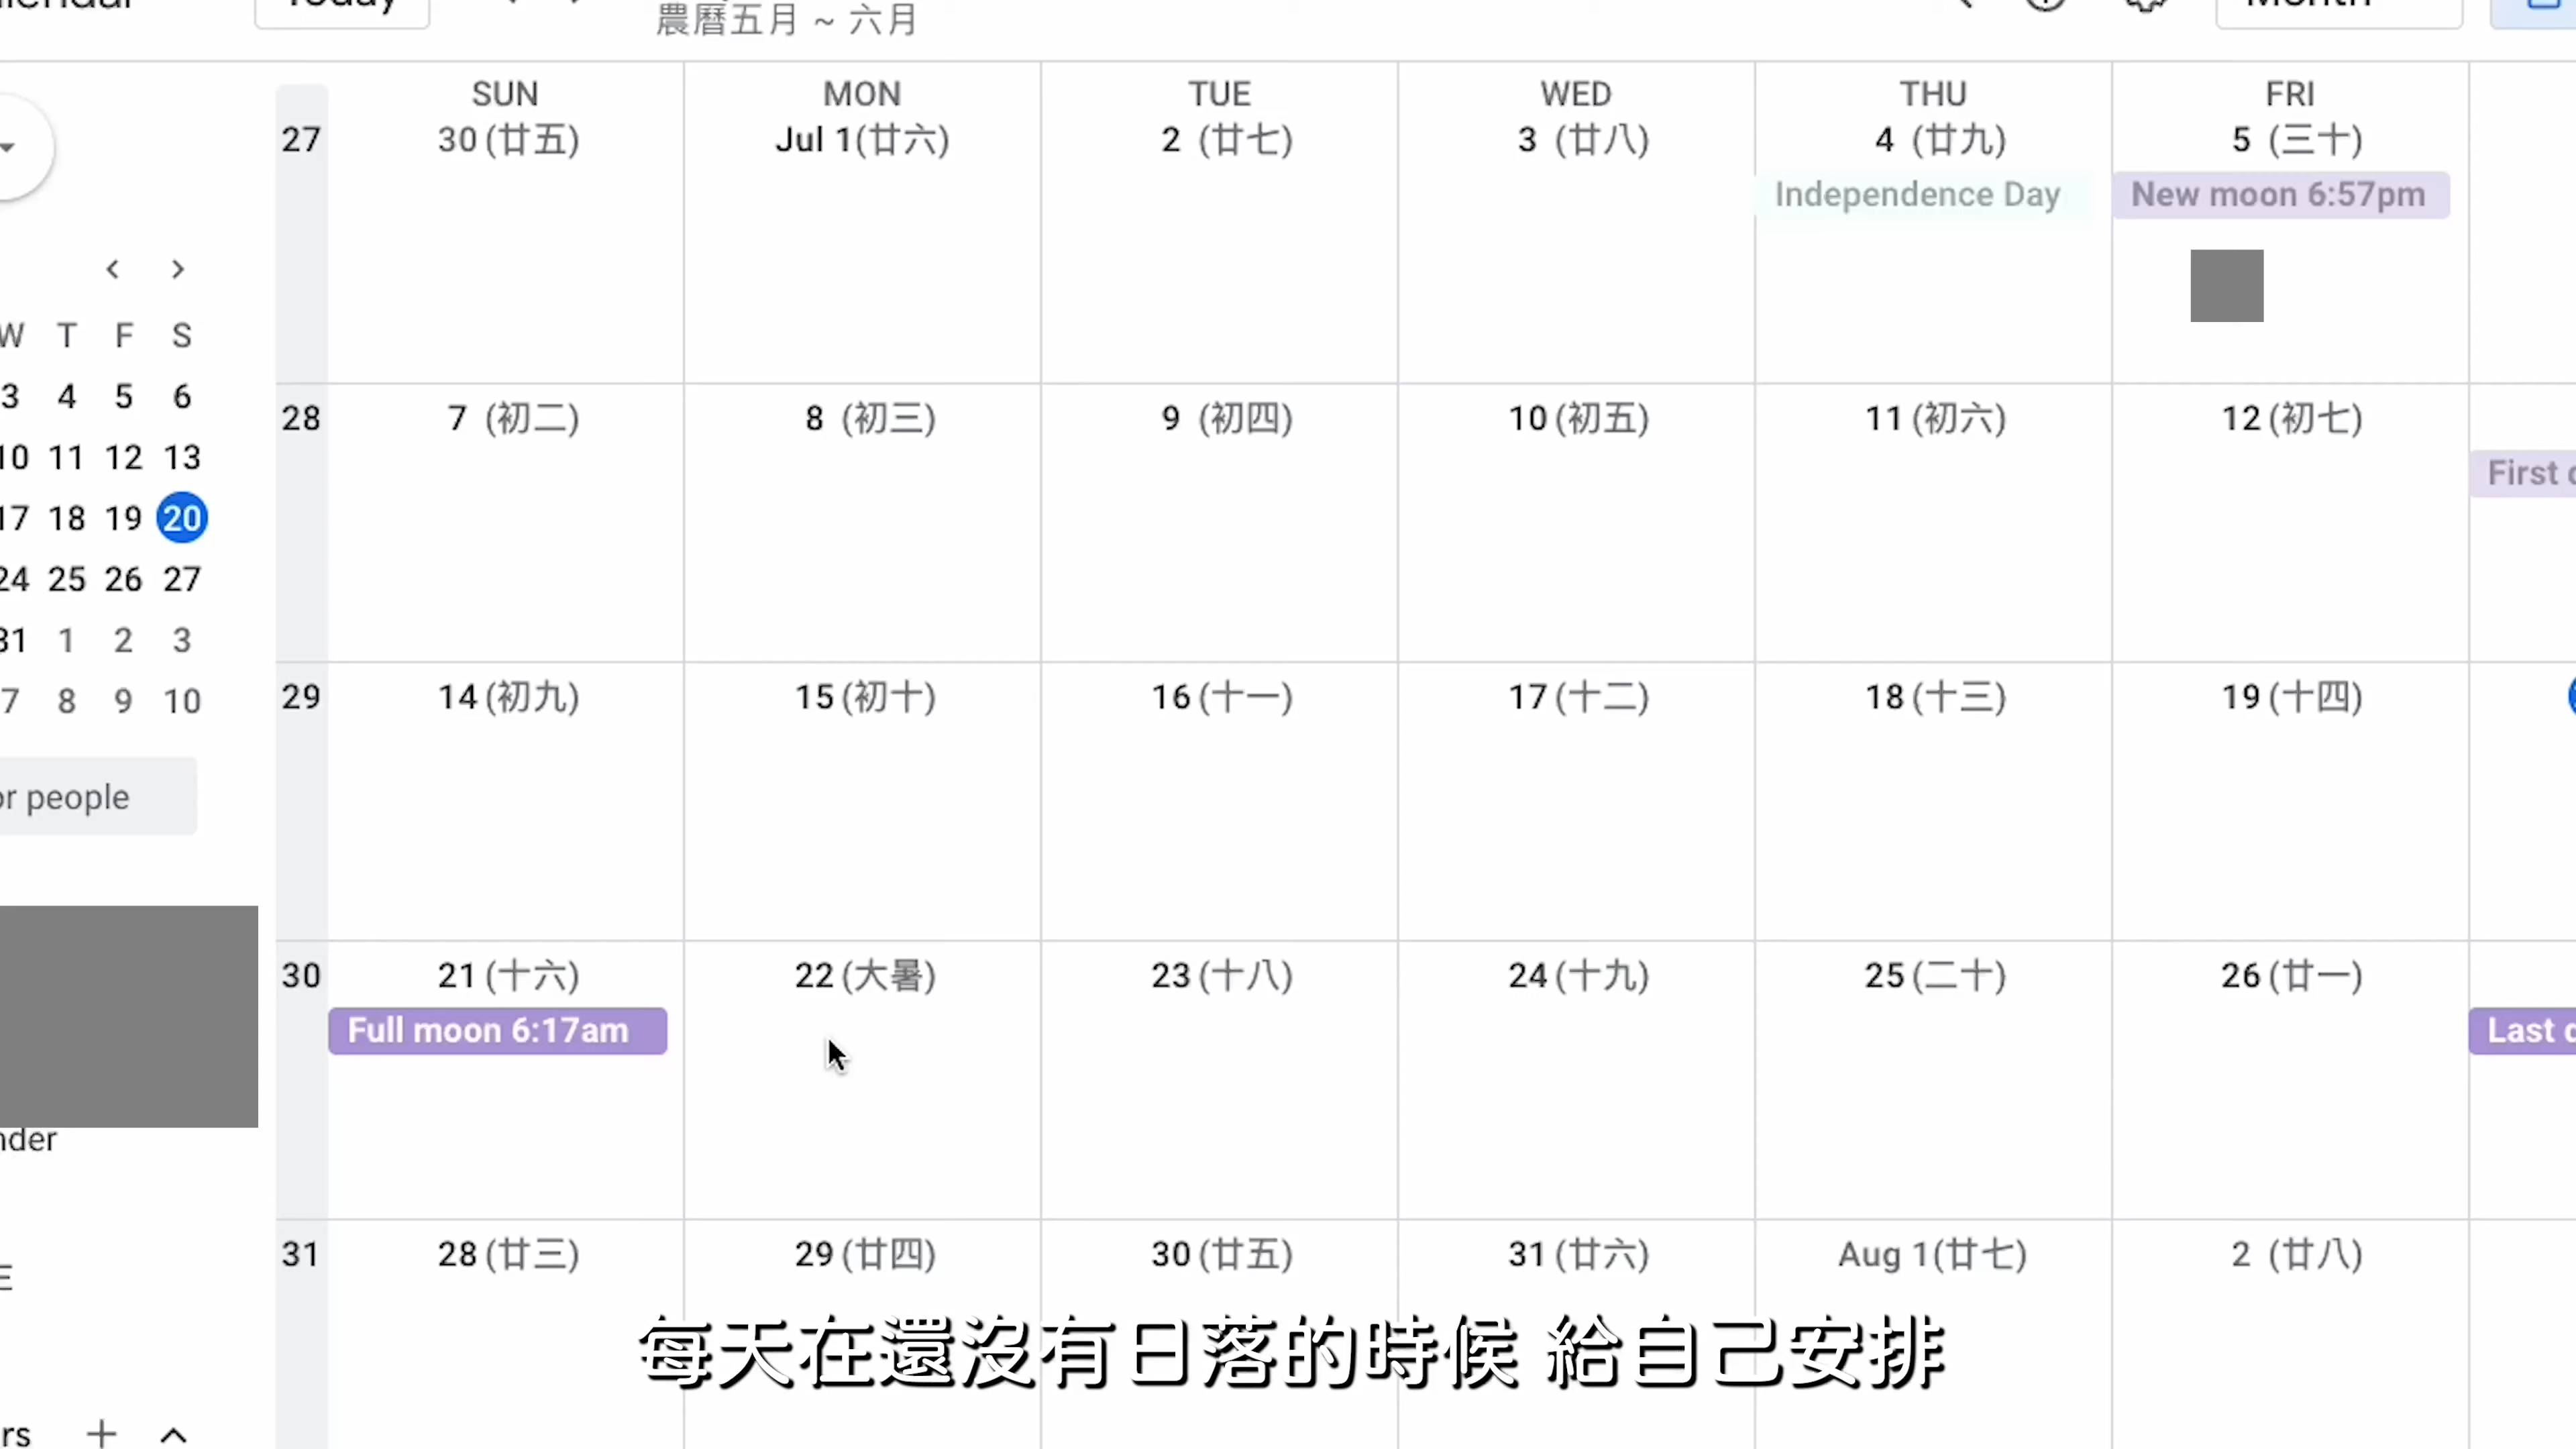 Today
農曆五月 ~ 六月
Month
SUN MON TUE WED THU FRI
27 30 (廿五) Jul 1(廿六) 2 (廿七) 3 (廿八) 4 (廿九) 5 (三十)
Independence Day New moon 6:57pm
W T F S
3 4 5 6
10 11 12 13
17 18 19 20
24 25 26 27
31 1 2 3
7 8 9 10
or people
28 7 (初二) 8 (初三) 9 (初四) 10 (初五) 11 (初六) 12 (初七)
First
29 14 (初九) 15 (初十) 16 (十一) 17 (十二) 18 (十三) 19 (十四)
30 21 (十六) 22 (大暑) 23 (十八) 24 (十九) 25 (二十) 26 (廿一)
Full moon 6:17am Last
nder
31 28 (廿三) 29 (廿四) 30 (廿五) 31 (廿六) Aug 1(廿七) 2 (廿八)
每天在還沒有日落的時候 給自己安排
rs